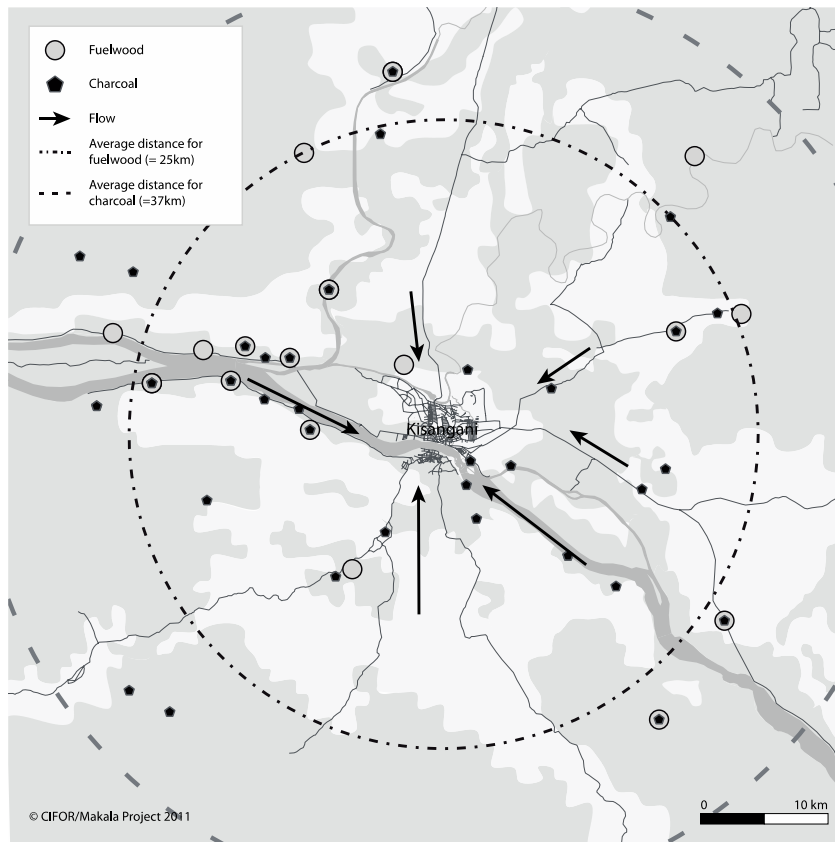 Fuelwood
Charcoal
Flow
Average distance for
fuelwood (= 25km)
Average distance for
charcoal (=37km)
Kisangani
© CIFOR/Makala Project 2011
0 10 km